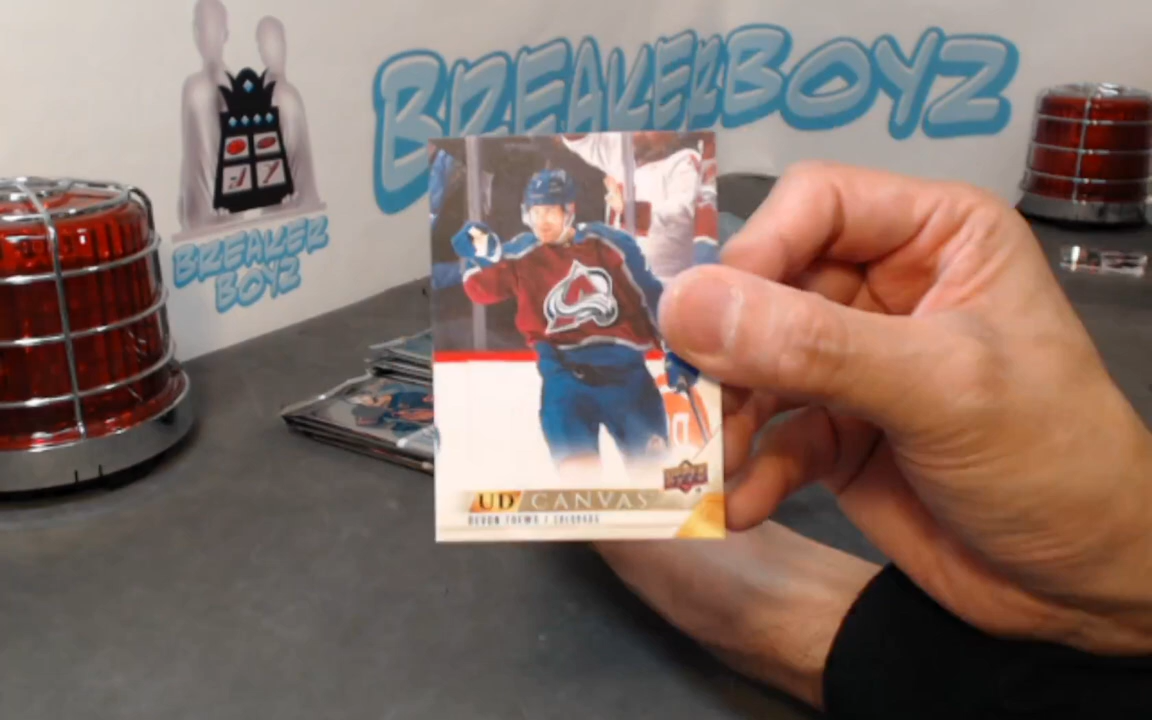 BREAKERBOYZ
BREAKER
BOYZ
UD CANVAS
DEVON TOEWS / COLORADO